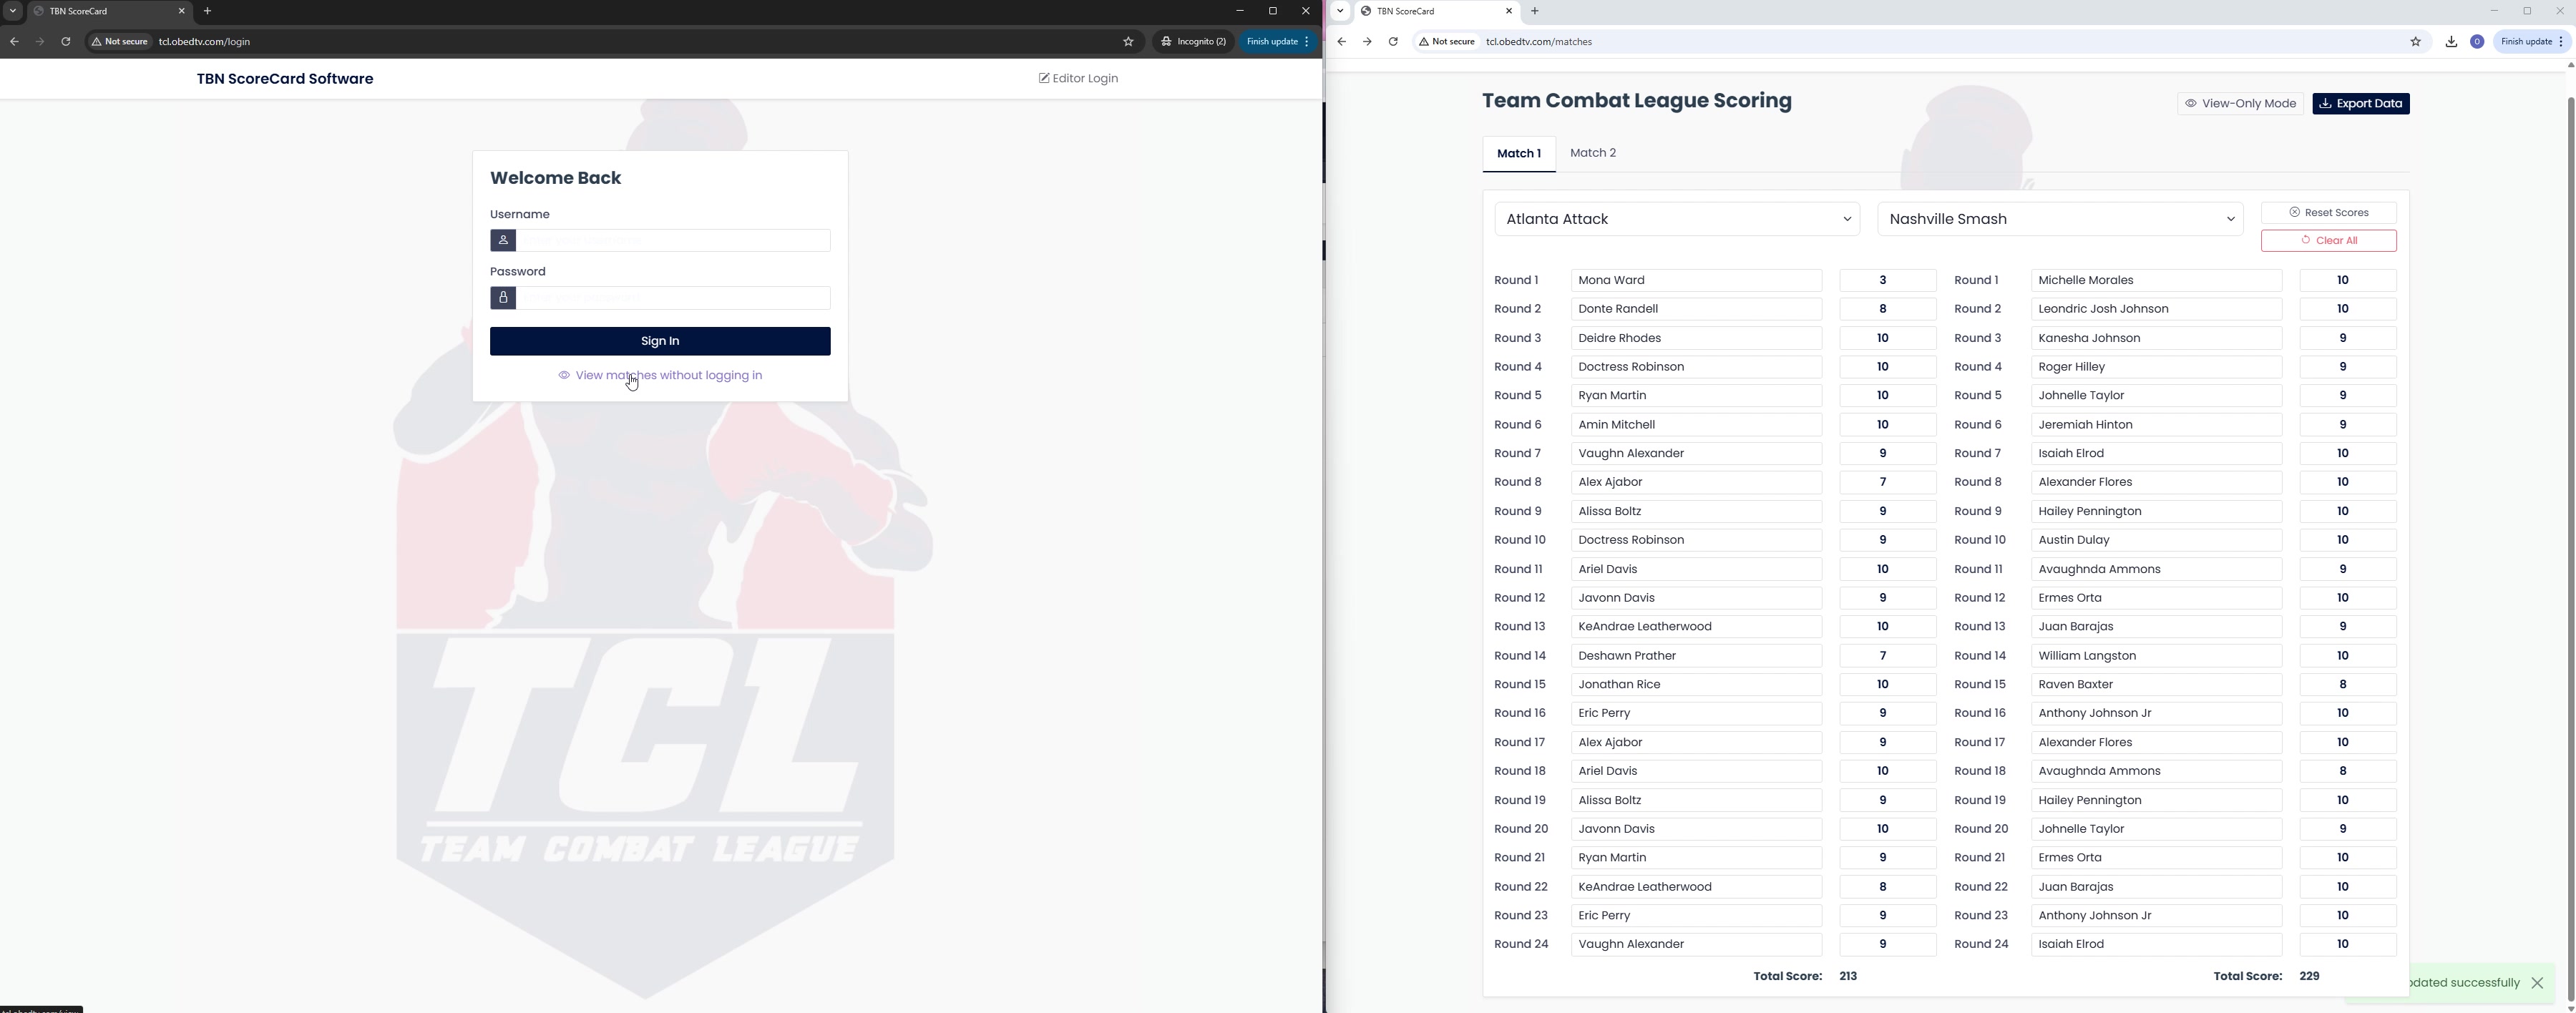 TBN ScoreCard
Not secure
tcl.obedtv.com/login
Incognito (2)
Finish update
TBN ScoreCard Software
Editor Login
Welcome Back
Username
Password
Sign In
View matches without logging in
TCL
TEAM COMBAT LEAGUE
TBN ScoreCard
Not secure
tcl.obedtv.com/matches
O
Finish update
Team Combat League Scoring
View-Only Mode
Export Data
Match 1
Match 2
Atlanta Attack
Nashville Smash
Reset Scores
Clear All
Round 1 Mona Ward 3 Round 1 Michelle Morales 10
Round 2 Donte Randell 8 Round 2 Leondric Josh Johnson 10
Round 3 Deidre Rhodes 10 Round 3 Kanesha Johnson 9
Round 4 Doctress Robinson 10 Round 4 Roger Hilley 9
Round 5 Ryan Martin 10 Round 5 Johnelle Taylor 9
Round 6 Amin Mitchell 10 Round 6 Jeremiah Hinton 9
Round 7 Vaughn Alexander 9 Round 7 Isaiah Elrod 10
Round 8 Alex Ajabor 7 Round 8 Alexander Flores 10
Round 9 Alissa Boltz 9 Round 9 Hailey Pennington 10
Round 10 Doctress Robinson 9 Round 10 Austin Dulay 10
Round 11 Ariel Davis 10 Round 11 Avaughnda Ammons 9
Round 12 Javonn Davis 9 Round 12 Ermes Orta 10
Round 13 KeAndrae Leatherwood 10 Round 13 Juan Barajas 9
Round 14 Deshawn Prather 7 Round 14 William Langston 10
Round 15 Jonathan Rice 10 Round 15 Raven Baxter 8
Round 16 Eric Perry 9 Round 16 Anthony Johnson Jr 10
Round 17 Alex Ajabor 9 Round 17 Alexander Flores 10
Round 18 Ariel Davis 10 Round 18 Avaughnda Ammons 8
Round 19 Alissa Boltz 9 Round 19 Hailey Pennington 10
Round 20 Javonn Davis 10 Round 20 Johnelle Taylor 9
Round 21 Ryan Martin 9 Round 21 Ermes Orta 10
Round 22 KeAndrae Leatherwood 8 Round 22 Juan Barajas 10
Round 23 Eric Perry 9 Round 23 Anthony Johnson Jr 10
Round 24 Vaughn Alexander 9 Round 24 Isaiah Elrod 10
Total Score: 213 Total Score: 229
pdated successfully